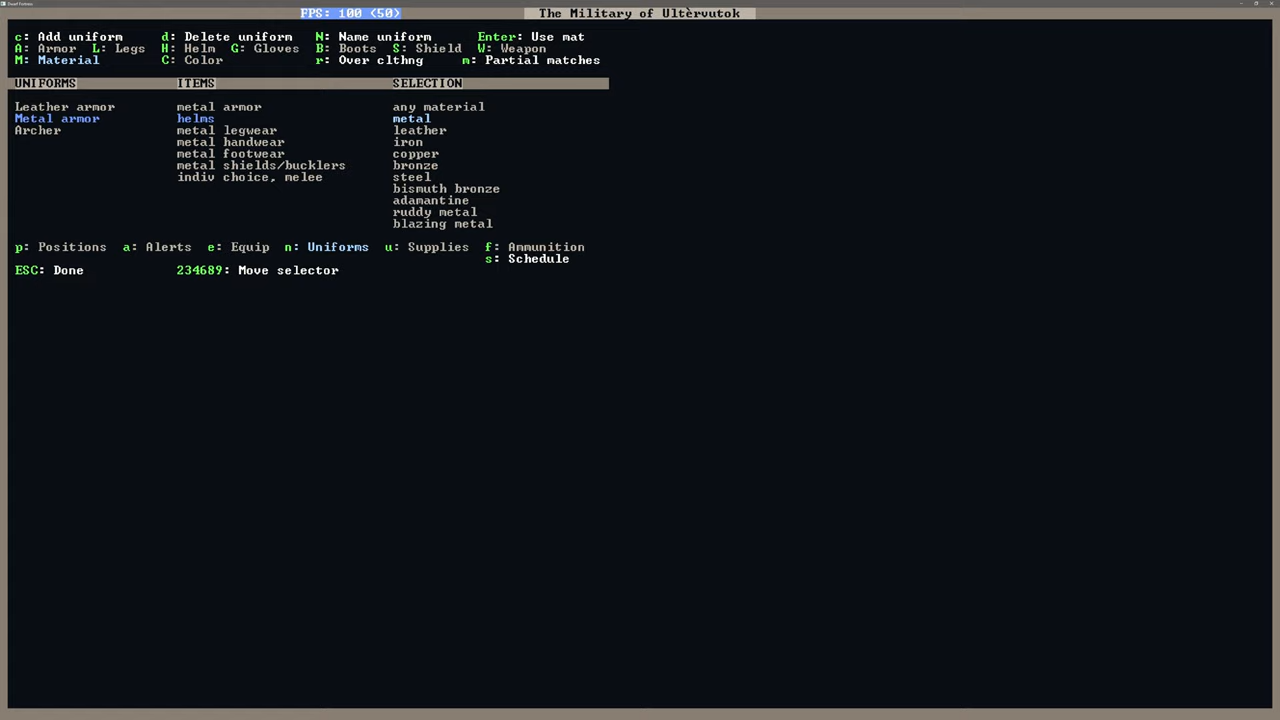 Dwarf Fortress
FPS: 100 (50) The Military of Ultèrvutok
c: Add uniform d: Delete uniform N: Name uniform Enter: Use mat
A: Armor L: Legs H: Helm G: Gloves B: Boots S: Shield W: Weapon
M: Material C: Color r: Over clthng m: Partial matches
UNIFORMS ITEMS SELECTION
Leather armor metal armor any material
Metal armor helms metal
Archer metal legwear leather
metal handwear iron
metal footwear copper
metal shields/bucklers bronze
indiv choice, melee steel
bismuth bronze
adamantine
ruddy metal
blazing metal
p: Positions a: Alerts e: Equip n: Uniforms u: Supplies f: Ammunition
s: Schedule
ESC: Done 234689: Move selector